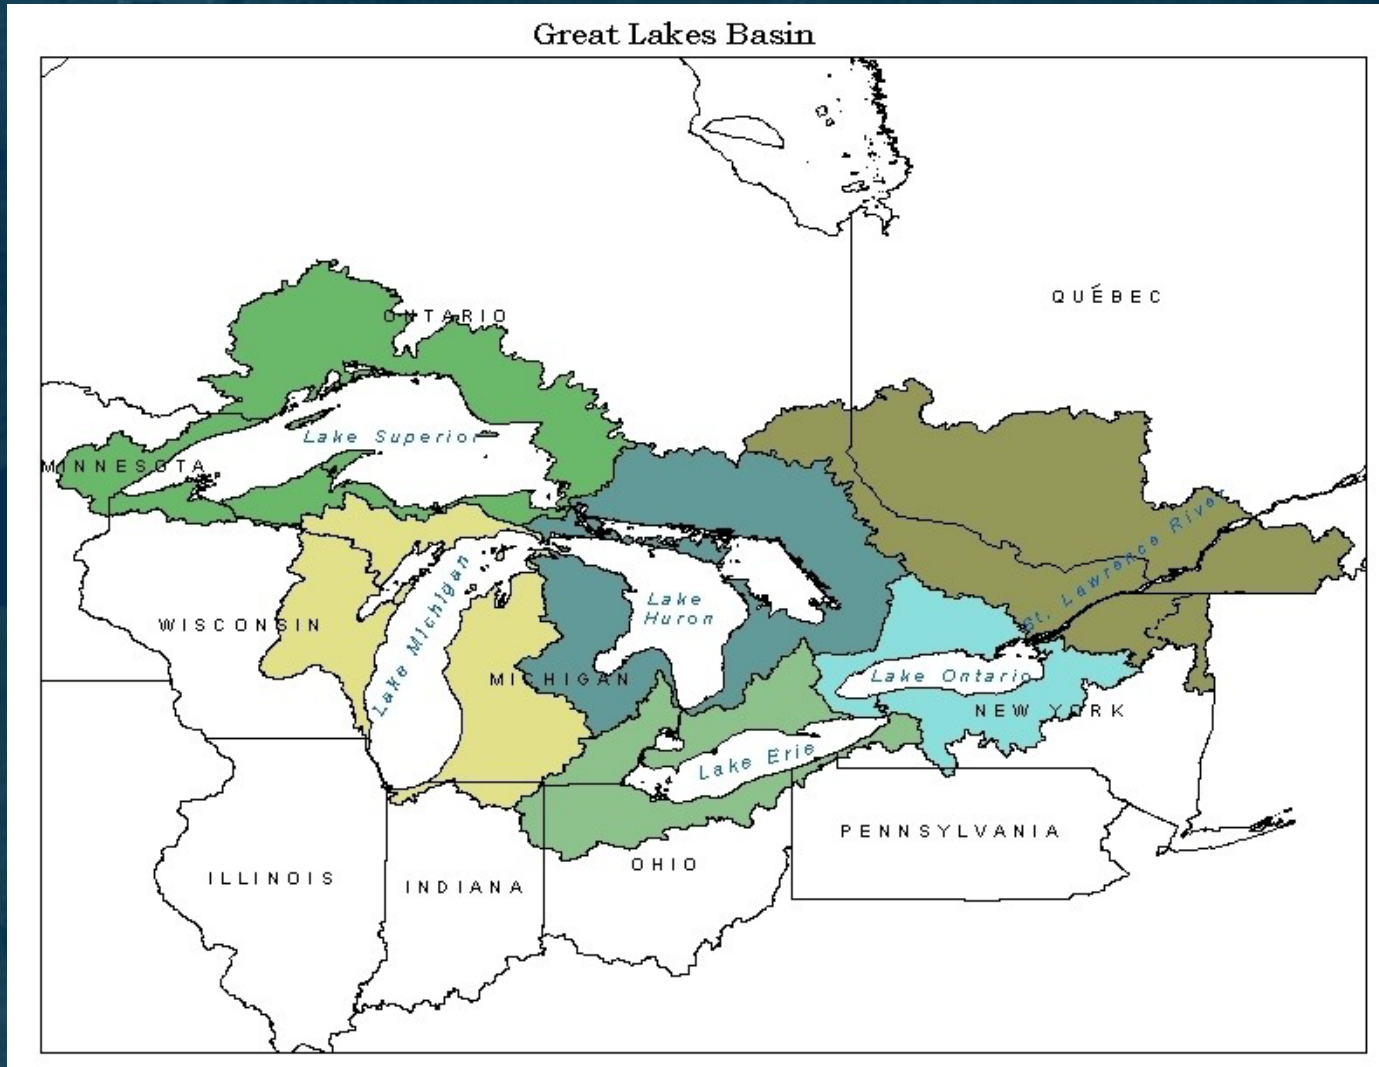 Great Lakes Basin
QUÉBEC
ONTARIO
Lake Superior
MINNESOTA
St. Lawrence River
Lake Michigan
Lake
Huron
WISCONSIN
MICHIGAN
Lake Ontario
NEW YORK
Lake Erie
PENNSYLVANIA
OHIO
ILLINOIS
INDIANA